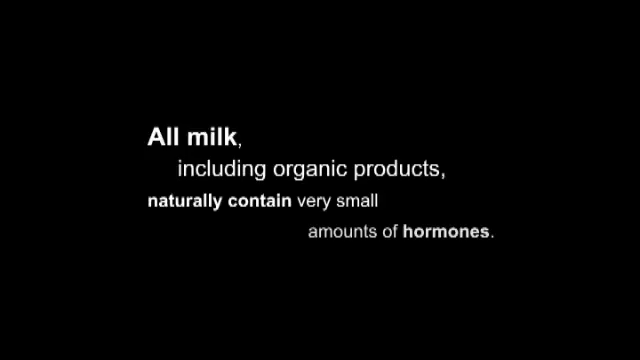 All milk,
including organic products,
naturally contain very small
amounts of hormones.